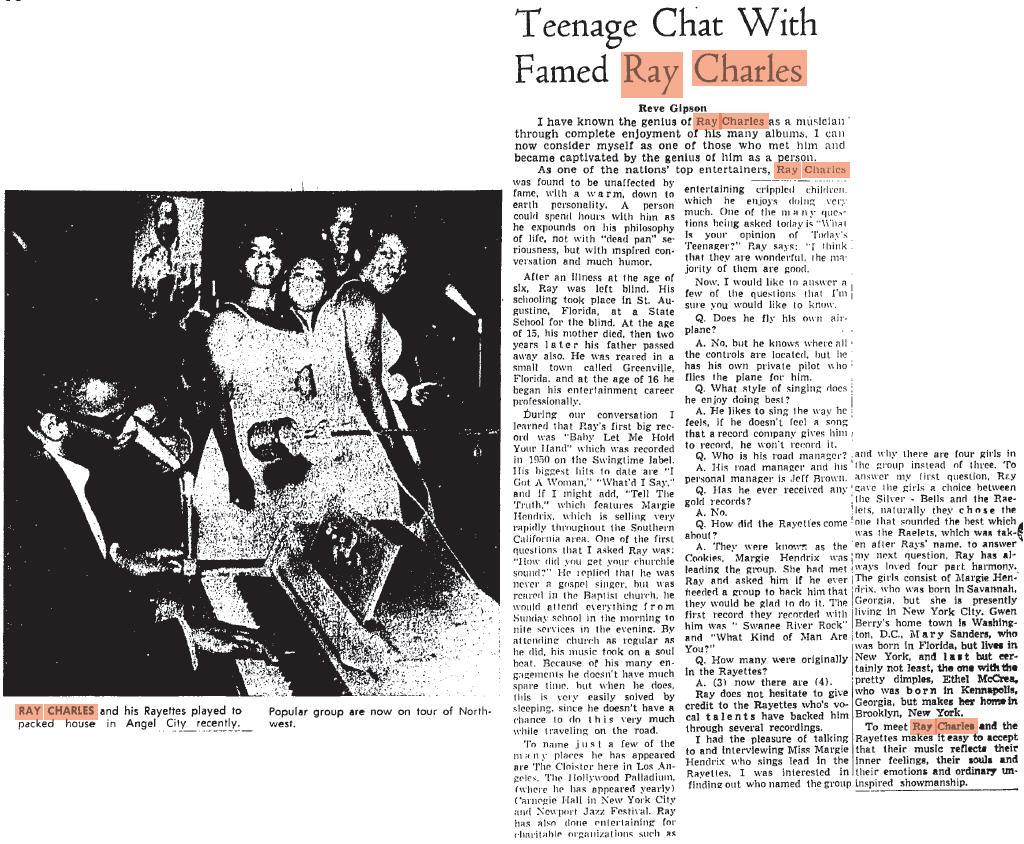 Teenage Chat With
Famed Ray Charles
Reve Gipson
I have known the genius of Ray Charles as a musician
through complete enjoyment of his many albums. I can
now consider myself as one of those who met him and
became captivated by the genius of him as a person.
As one of the nations' top entertainers, Ray Charles
was found to be unaffected by
fame, with a warm, down to
earth personality. A person
could spend hours with him as
he expounds on his philosophy
of life, not with "dead pan" se-
riousness, but with inspired con-
versation and much humor.
After an illness at the age of
six, Ray was left blind. His
schooling took place in St. Au-
gustine, Florida, at a State
School for the blind. At the age
of 15, his mother died, then two
years later his father passed
away also. He was reared in a
small town called Greenville,
Florida, and at the age of 16 he
began his entertainment career
professionally.
During our conversation I
learned that Ray's first big rec-
ord was "Baby Let Me Hold
Your Hand" which was recorded
in 1950 on the Swingtime label.
His biggest hits to date are "I
Got A Woman," "What'd I Say,"
and if I might add, "Tell The
Truth," which features Margie
Hendrix, which is selling very
rapidly throughout the Southern
California area. One of the first
questions that I asked Ray was:
"How did you get your churchie
sound?" He replied that he was
never a gospel singer, but was
reared in the Baptist church, he
would attend everything from
Sunday school in the morning to
nite services in the evening. By
attending church as regular as
he did, his music took on a soul
beat. Because of his many en-
gagements he doesn't have much
spare time, but when he does,
this is very easily solved by
sleeping, since he doesn't have a
chance to do this very much
while traveling on the road.
To name just a few of the
many places he has appeared
are The Cloister here in Los An-
geles, The Hollywood Palladium,
(where he has appeared yearly)
Carnegie Hall in New York City
and Newport Jazz Festival. Ray
has also done entertaining for
charitable organizations such as
entertaining crippled children,
which he enjoys doing very
much. One of the many ques-
tions being asked today is "What
is your opinion of Today's
Teenager?" Ray says: "I think
that they are wonderful, the ma-
jority of them are good.
Now, I would like to answer a
few of the questions that I'm
sure you would like to know.
Q. Does he fly his own air-
plane?
A. No, but he knows where all
the controls are located, but he
has his own private pilot who
flies the plane for him.
Q. What style of singing does
he enjoy doing best?
A. He likes to sing the way he
feels, if he doesn't feel a song
that a record company gives him
to record, he won't record it.
Q. Who is his road manager?
A. His road manager and his
personal manager is Jeff Brown.
Q. Has he ever received any
gold records?
A. No.
Q. How did the Rayettes come
about?
A. They were known as the
Cookies, Margie Hendrix was
leading the group. She had met
Ray and asked him if he ever
needed a group to back him that
they would be glad to do it. The
first record they recorded with
him was " Swanee River Rock"
and "What Kind of Man Are
You?"
Q. How many were originally
in the Rayettes?
A. (3) now there are (4).
Ray does not hesitate to give
credit to the Rayettes who's vo-
cal talents have backed him
through several recordings.
I had the pleasure of talking
to and interviewing Miss Margie
Hendrix who sings lead in the
Rayettes, I was interested in
finding out who named the group
and why there are four girls in
the group instead of three. To
answer my first question, Ray
gave the girls a choice between
the Silver - Bells and the Rae-
lets, naturally they chose the
one that sounded the best which
was the Raelets, which was tak-
en after Rays' name, to answer
my next question, Ray has al-
ways loved four part harmony.
The girls consist of Margie Hen-
drix, who was born in Savannah,
Georgia, but she is presently
living in New York City, Gwen
Berry's home town is Washing-
ton, D.C., Mary Sanders, who
was born in Florida, but lives in
New York, and last but cer-
tainly not least, the one with the
pretty dimples, Ethel McCrea,
who was born in Kennapolis,
Georgia, but makes her home in
Brooklyn, New York.
To meet Ray Charles and the
Rayettes makes it easy to accept
that their music reflects their
inner feelings, their souls and
their emotions and ordinary un-
inspired showmanship.
RAY CHARLES and his Rayettes played to
packed house in Angel City recently.
Popular group are now on tour of North-
west.